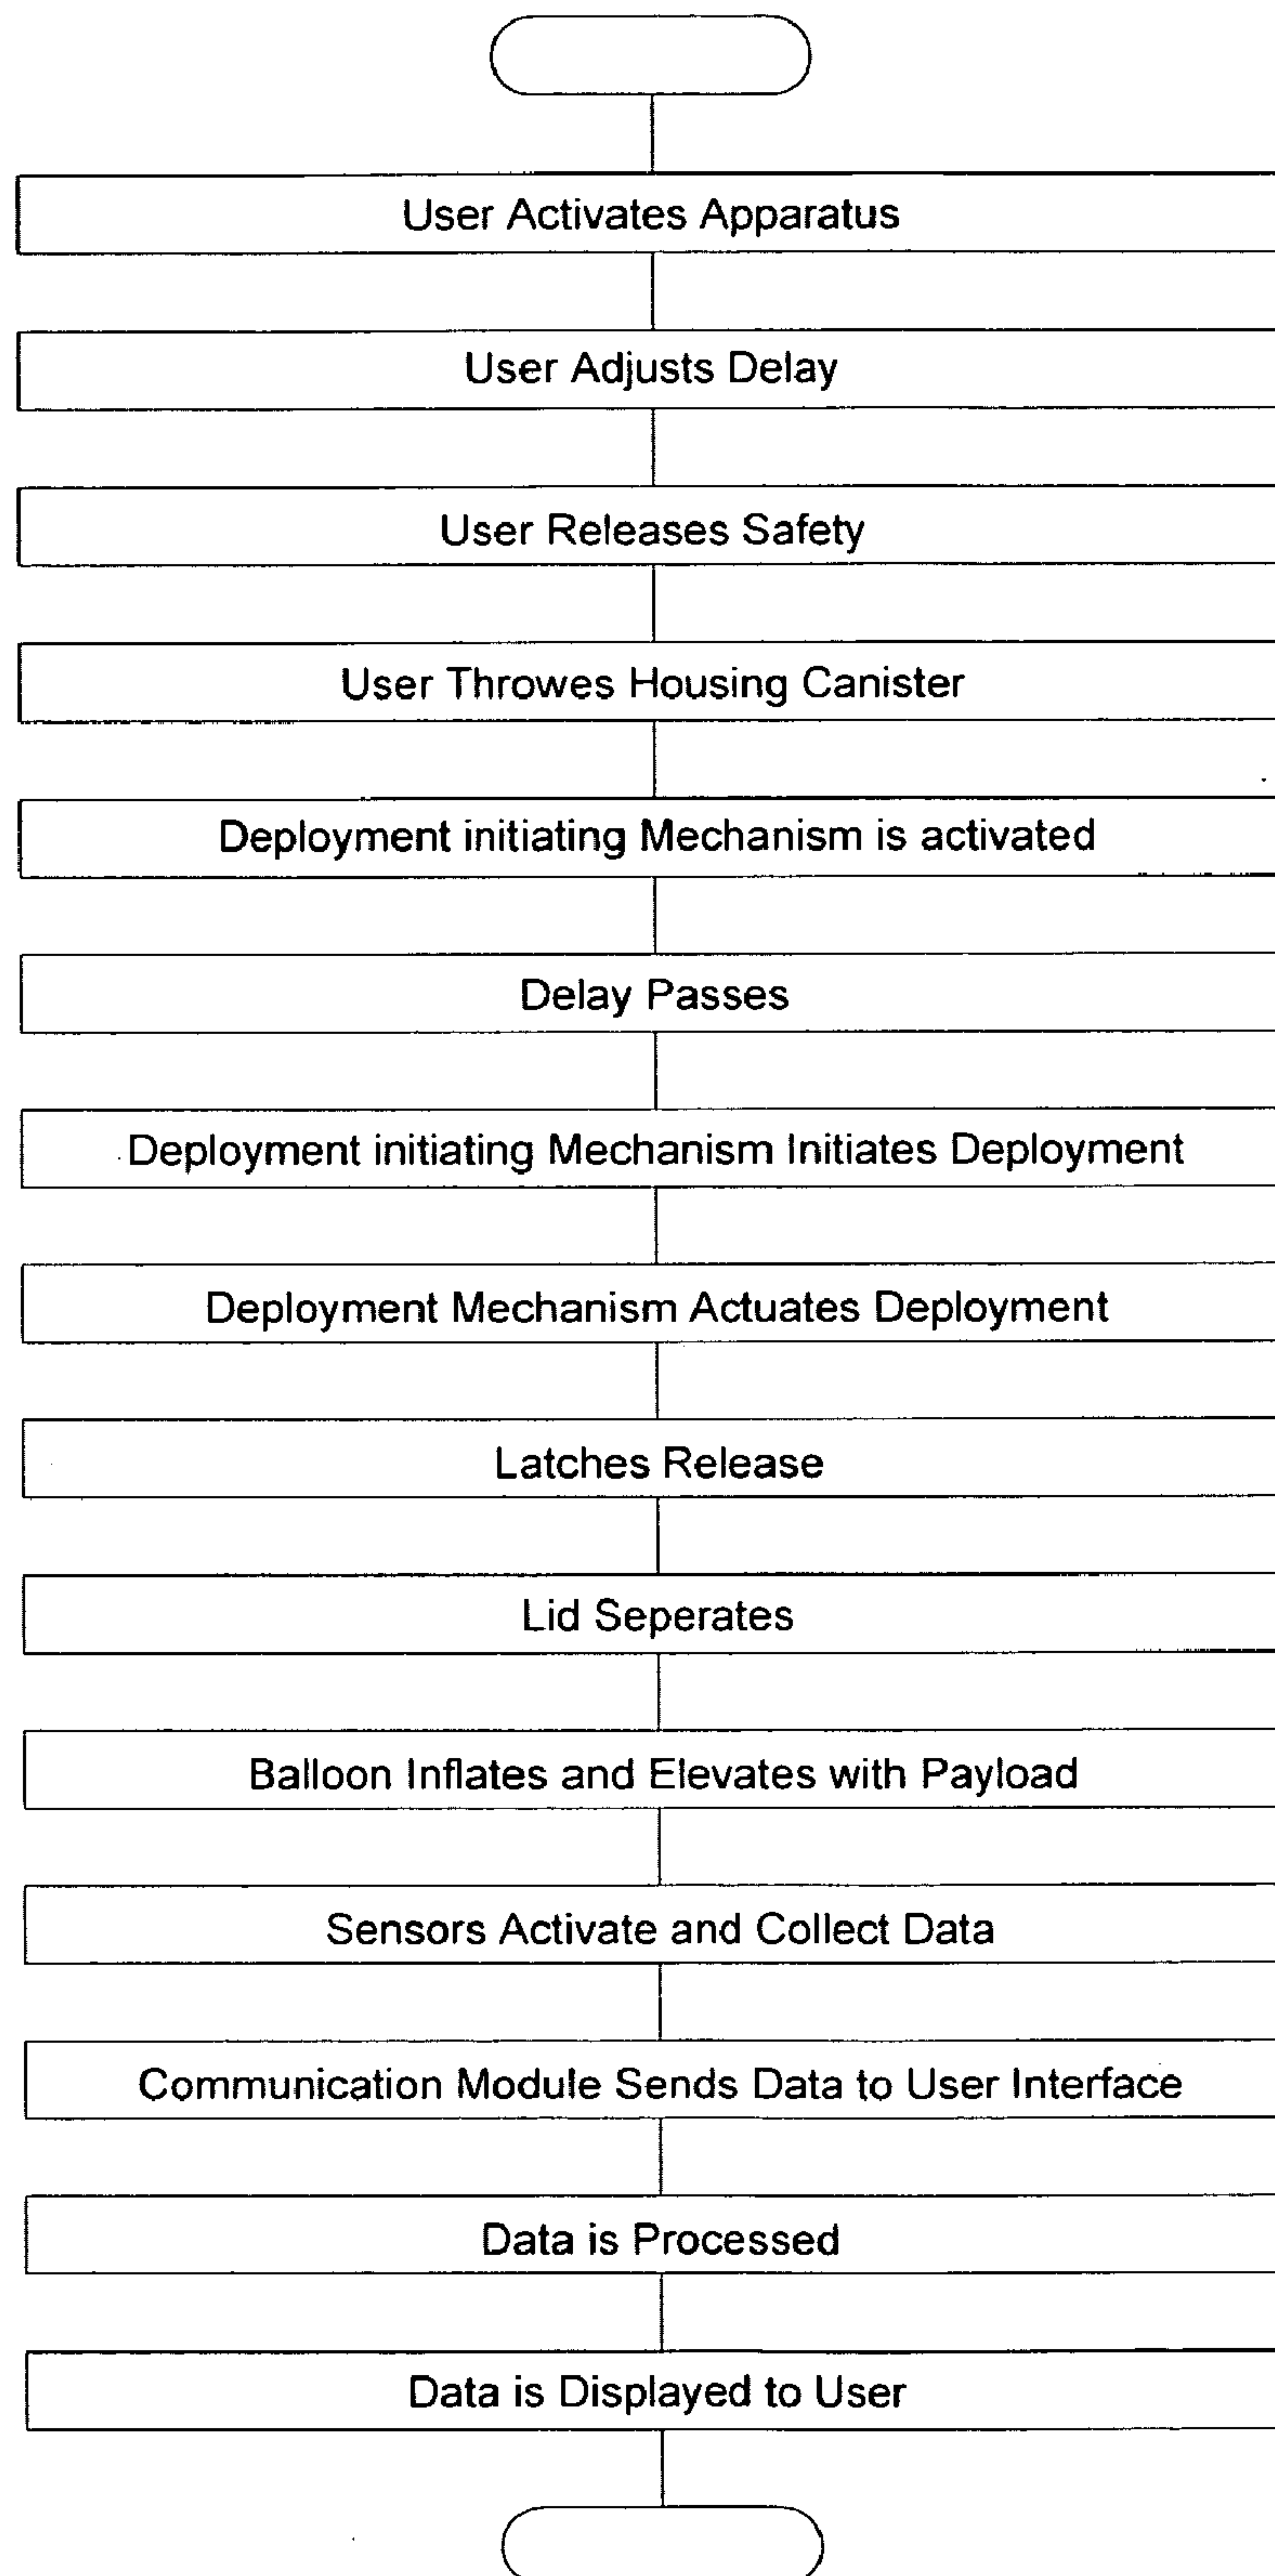 User Activates Apparatus
User Adjusts Delay
User Releases Safety
User Throwes Housing Canister
Deployment initiating Mechanism is activated
Delay Passes
Deployment initiating Mechanism Initiates Deployment
Deployment Mechanism Actuates Deployment
Latches Release
Lid Seperates
Balloon Inflates and Elevates with Payload
Sensors Activate and Collect Data
Communication Module Sends Data to User Interface
Data is Processed
Data is Displayed to User